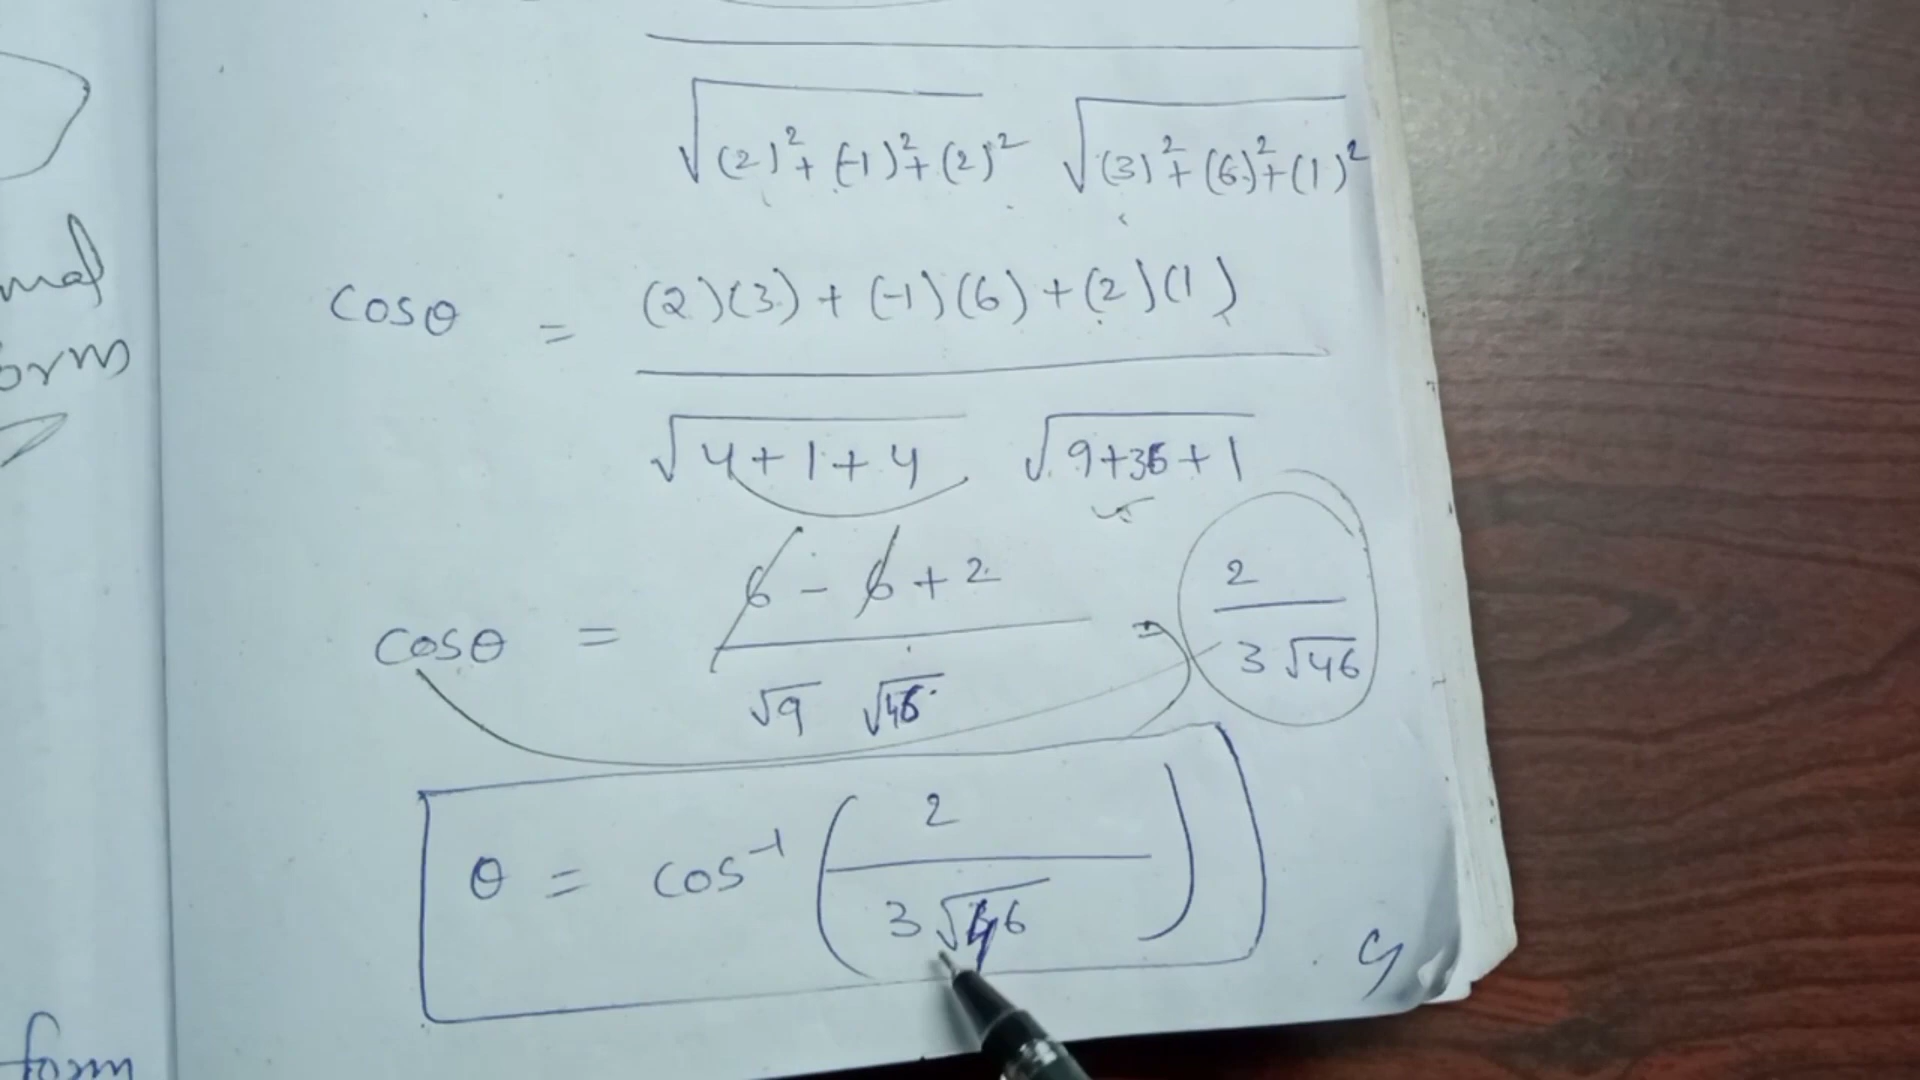 √(2)²+(-1)²+(2)² √(3)²+(6)²+(1)²
cosθ = (2)(3)+(-1)(6)+(2)(1)
√4+1+4 √9+36+1
cosθ = 6-6+2
√9 √46
2
3√46
θ = cos⁻¹(2
3√46)
orm
form